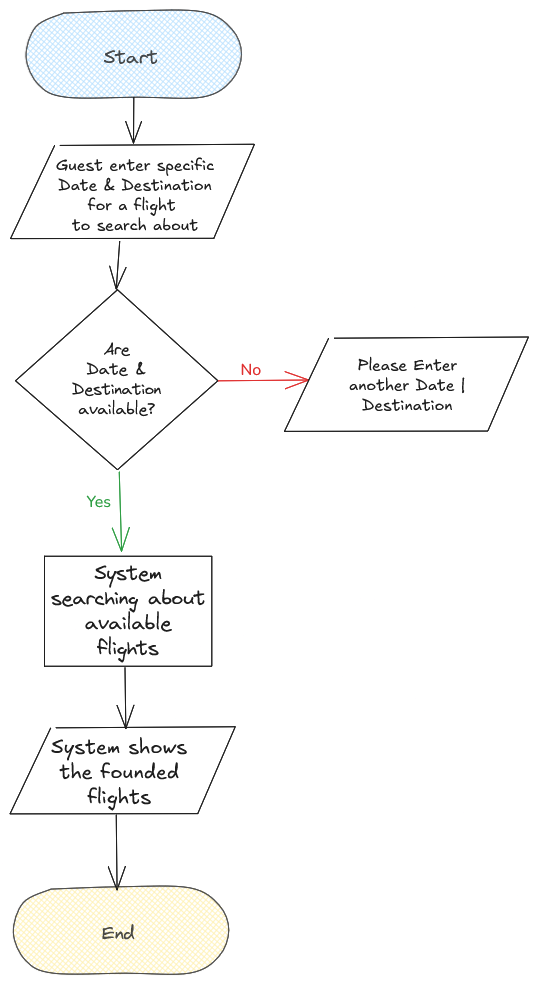 Start
Guest enter specific
Date & Destination
for a flight
to search about
Are
Date &
Destination
available?
No
Please Enter
another Date |
Destination
Yes
System
searching about
available
flights
System shows
the founded
flights
End